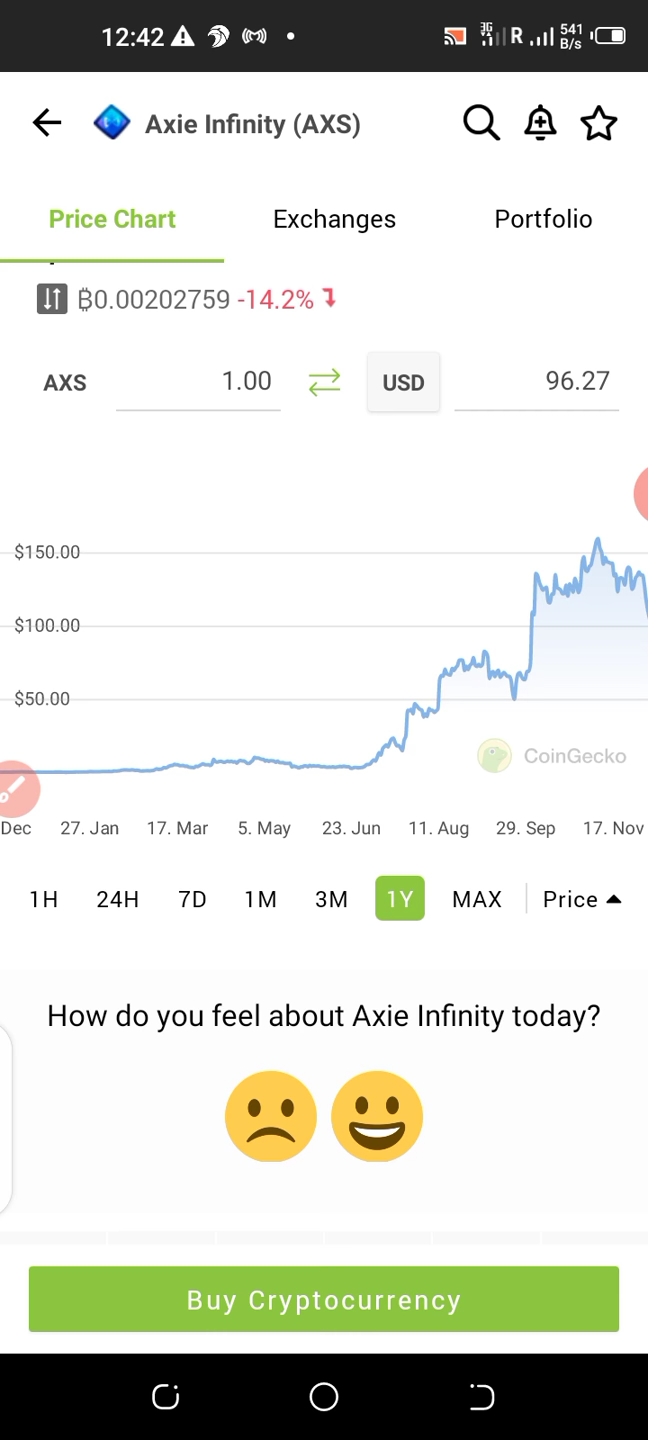 12:42 3G R 541 B/s
Axie Infinity (AXS)
Price Chart Exchanges Portfolio
₿0.00202759 -14.2%
AXS 1.00 USD 96.27
$150.00
$100.00
$50.00
CoinGecko
Dec 27. Jan 17. Mar 5. May 23. Jun 11. Aug 29. Sep 17. Nov
1H 24H 7D 1M 3M 1Y MAX Price
How do you feel about Axie Infinity today?
Buy Cryptocurrency